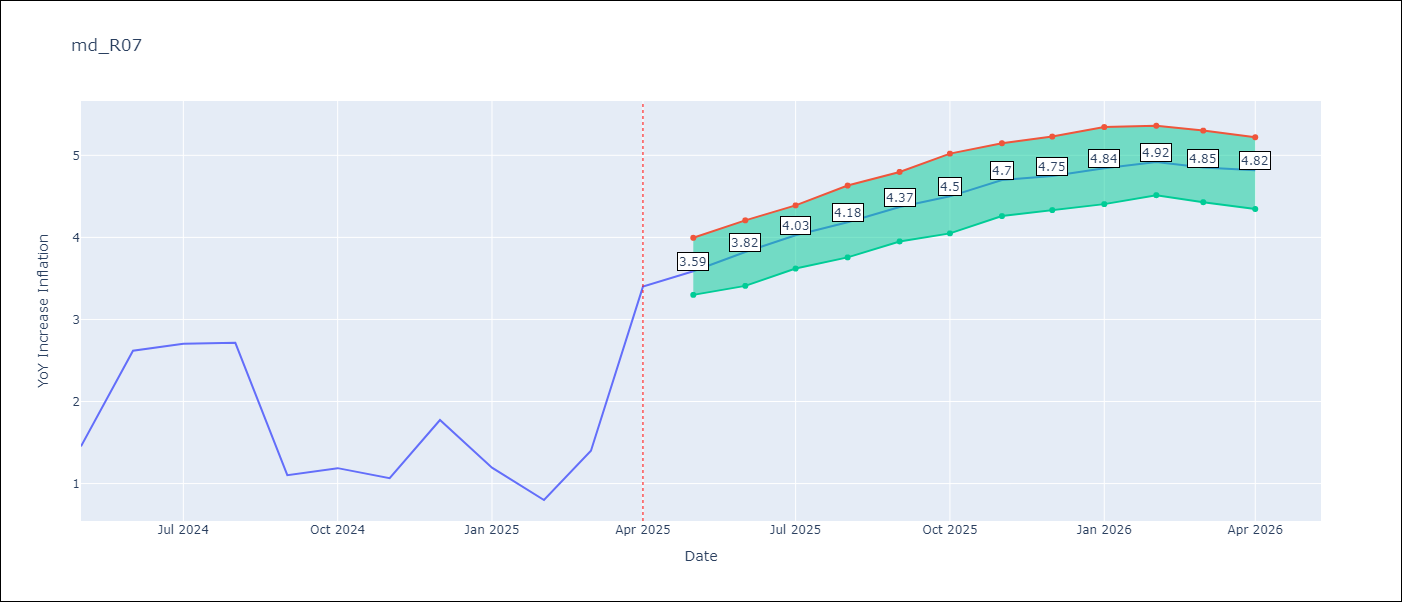 md_R07
YoY Increase Inflation
5
4
3
2
1
3.59
3.82
4.03
4.18
4.37
4.5
4.7
4.75
4.84
4.92
4.85
4.82
Jul 2024
Oct 2024
Jan 2025
Apr 2025
Jul 2025
Oct 2025
Jan 2026
Apr 2026
Date